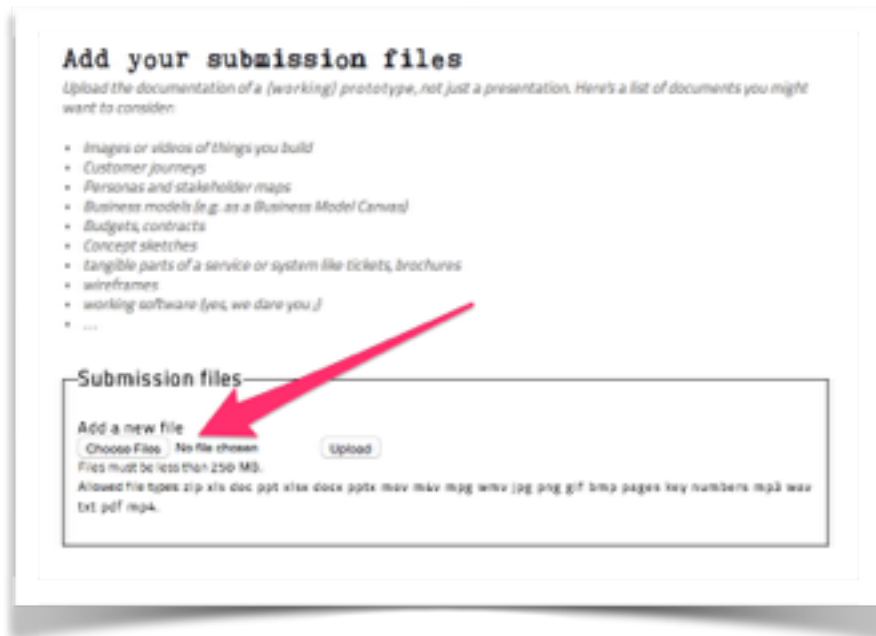 Add your submission files
Upload the documentation of a (working) prototype, not just a presentation. Here's a list of documents you might
want to consider:
• Images or videos of things you build
• Customer journeys
• Personas and stakeholder maps
• Business models (e.g. as a Business Model Canvas)
• Budgets, contracts
• Concept sketches
• tangible parts of a service or system like tickets, brochures
• wireframes
• working software (yes, we dare you ;)
• ...
Submission files
Add a new file
Choose Files No file chosen Upload
Files must be less than 250 MB.
Allowed file types: zip xls doc ppt xlsx docx pptx mov m4v mpg wmv jpg png gif bmp pages key numbers mp3 wav
txt pdf mp4.